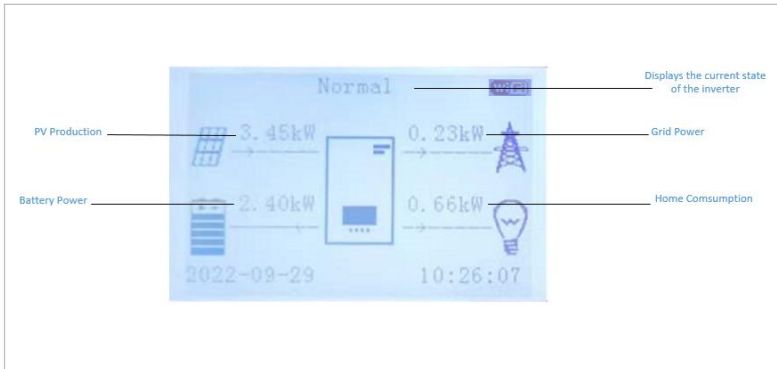 Normal
WiFi
Displays the current state
of the inverter
PV Production
3.45kW
0.23kW
Grid Power
Battery Power
2.40kW
0.66kW
Home Comsumption
2022-09-29
10:26:07